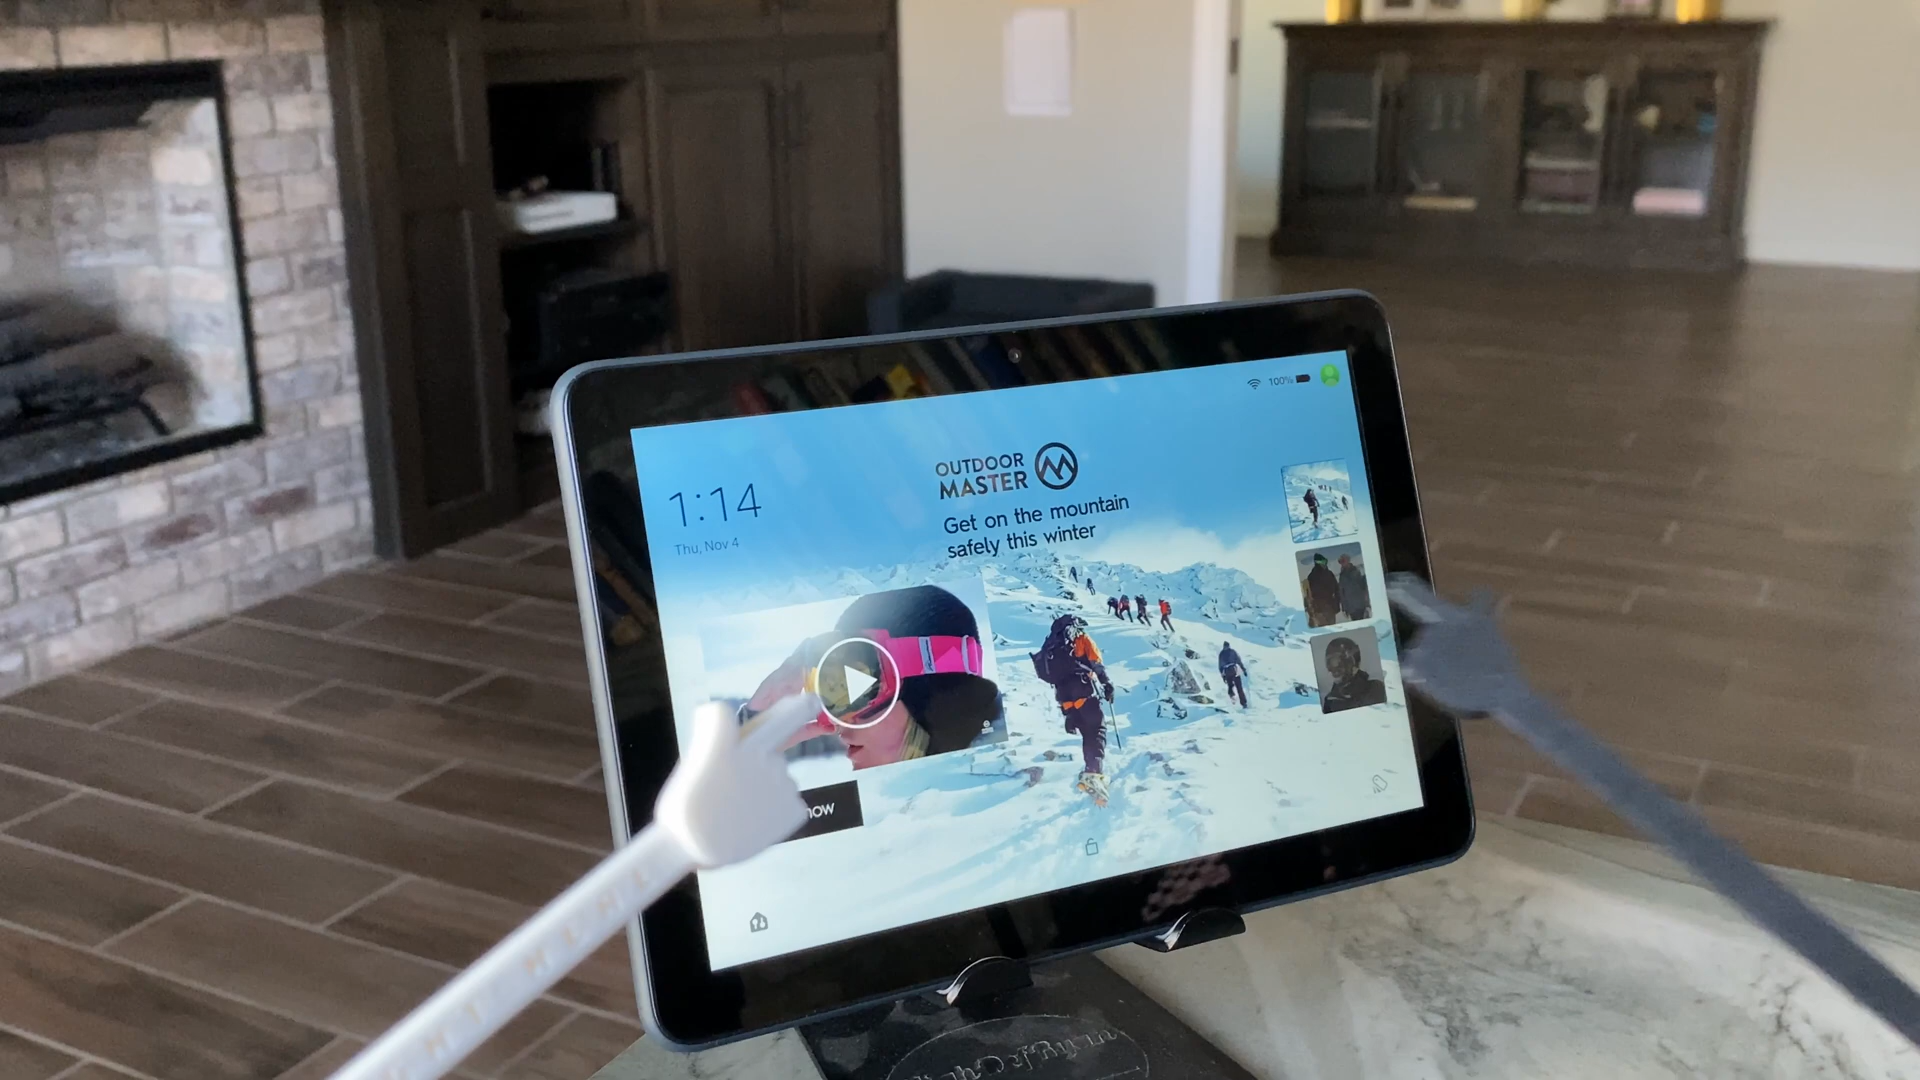 100%
OUTDOOR
MASTER
Get on the mountain
safely this winter
1:14
Thu, Nov 4
now